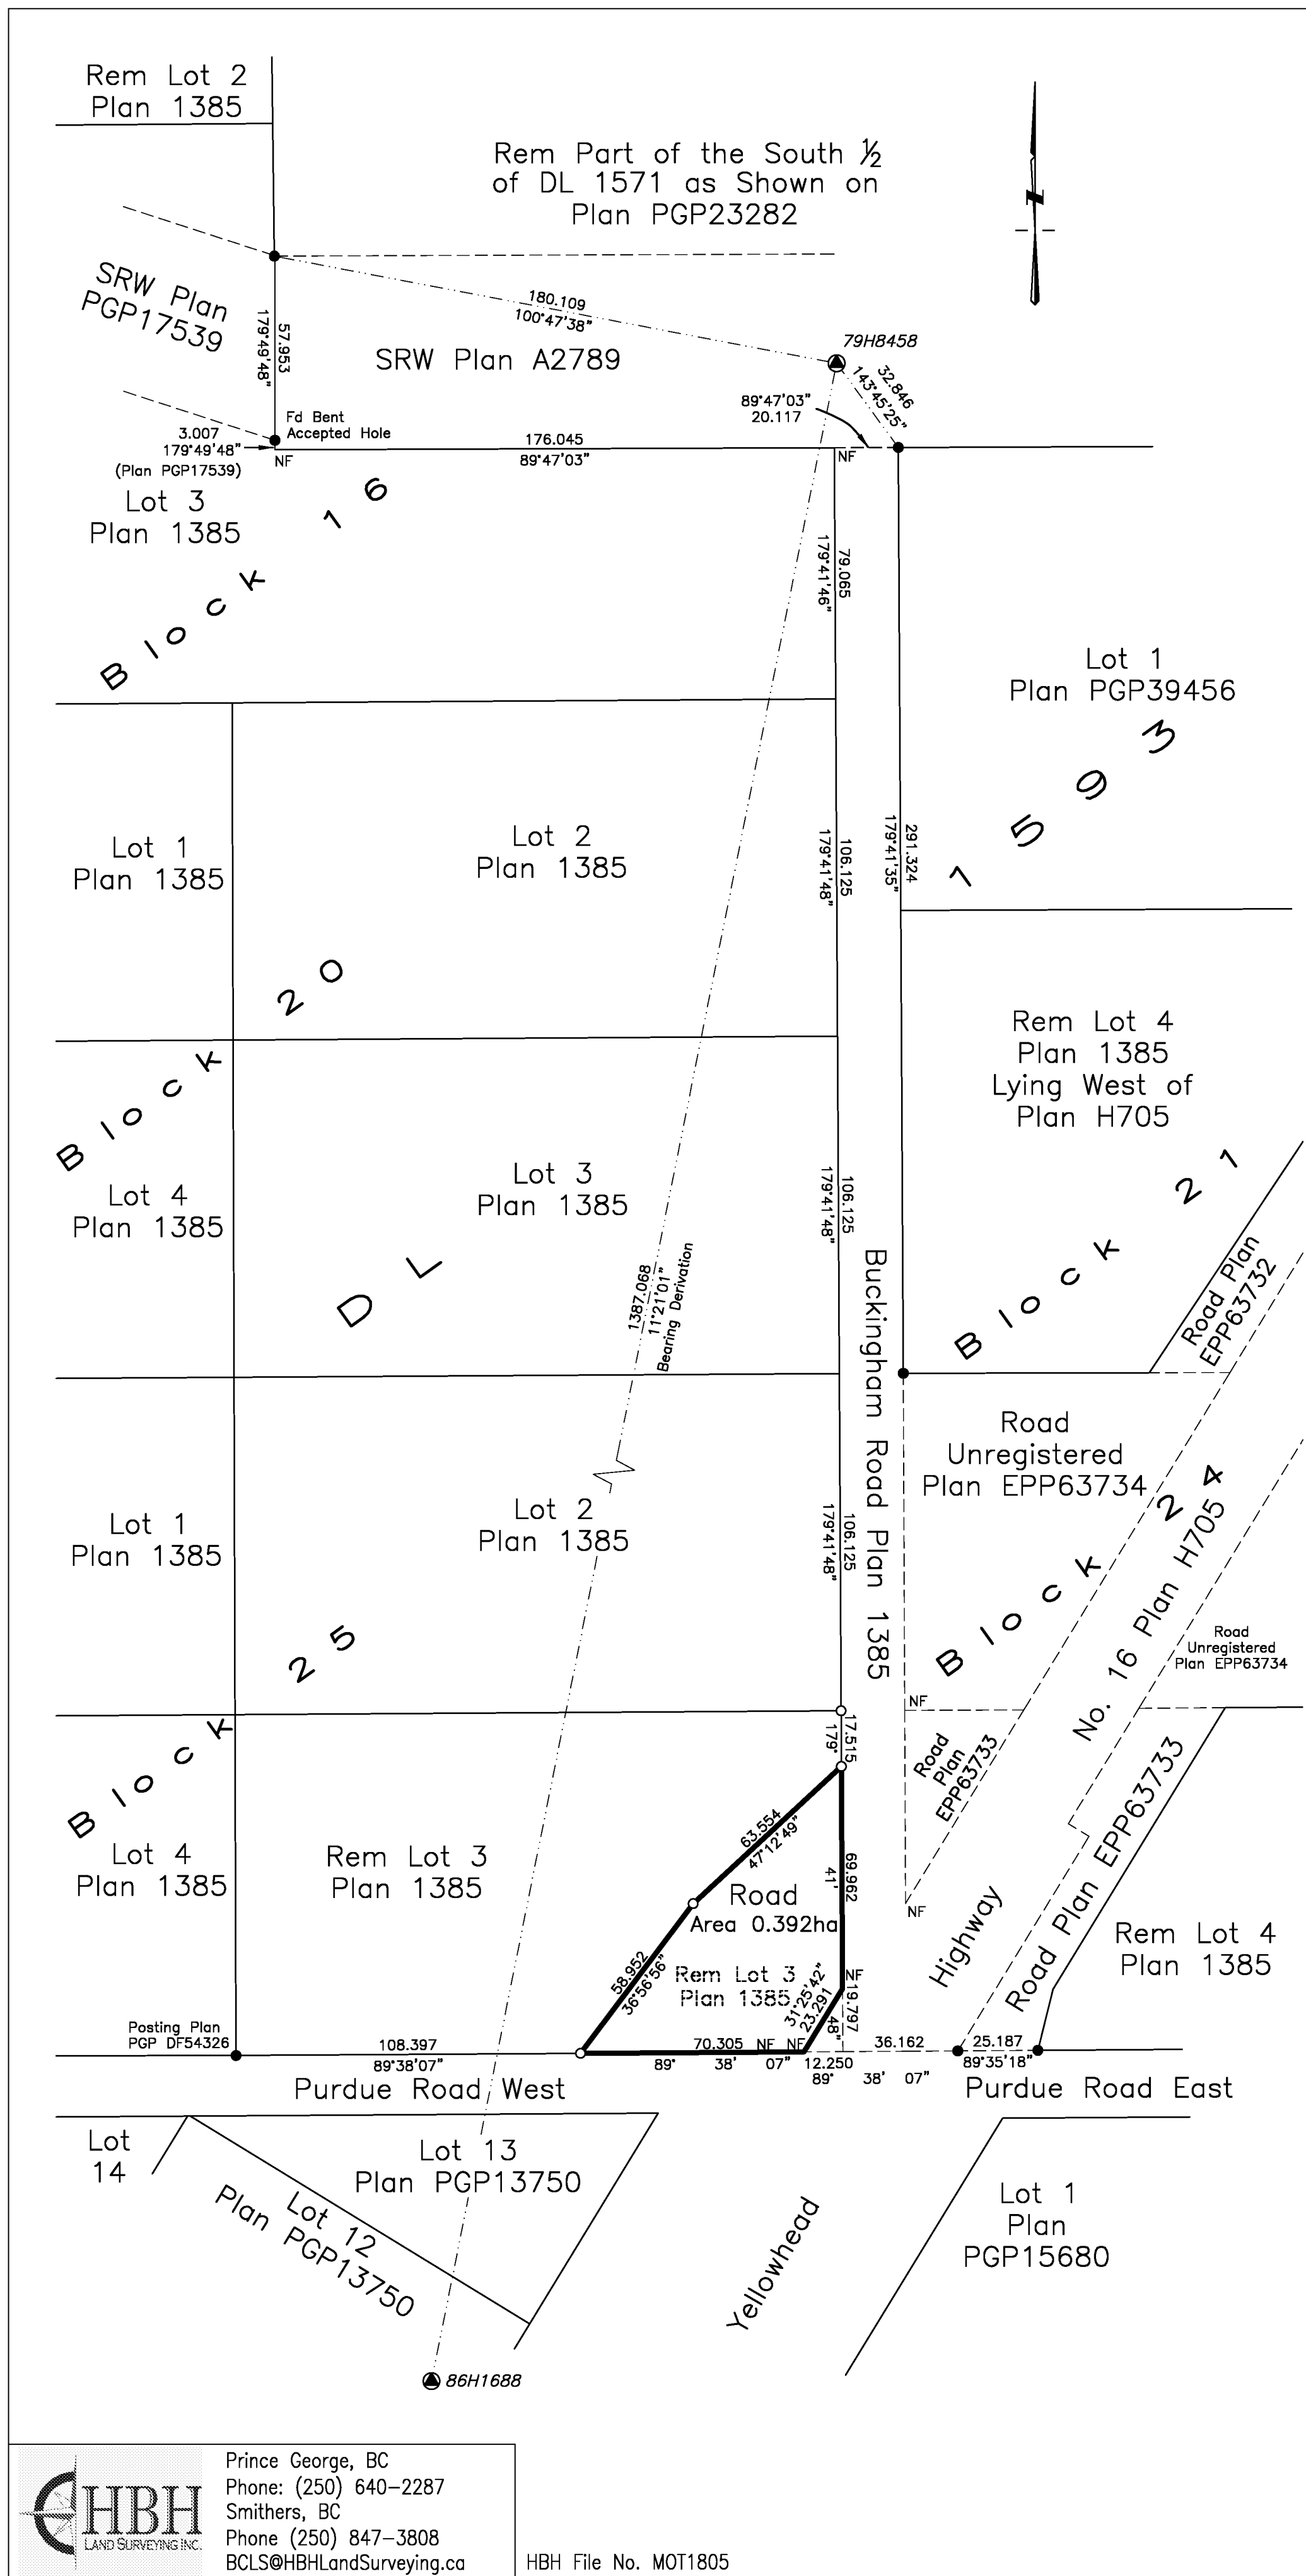 Rem Lot 2
Plan 1385
Rem Part of the South ½
of DL 1571 as Shown on
Plan PGP23282
SRW Plan
PGP17539
57.953
179°49'48"
180.109
100°47'38"
SRW Plan A2789
79H8458
32.846
143°45'25"
89°47'03"
20.117
Fd Bent
Accepted Hole
3.007
179°49'48"
(Plan PGP17539)
NF
176.045
89°47'03"
NF
Lot 3
Plan 1385
Block 16
79.065
179°41'46"
Lot 1
Plan PGP39456
Lot 1
Plan 1385
Lot 2
Plan 1385
106.125
179°41'48"
291.324
179°41'35"
DL 1593
Block 20
Rem Lot 4
Plan 1385
Lying West of
Plan H705
Lot 4
Plan 1385
Lot 3
Plan 1385
106.125
179°41'48"
Block 21
Road Plan
EPP63732
1387.068
11°21'01"
Bearing Derivation
Buckingham Road Plan 1385
Road
Unregistered
Plan EPP63734
Lot 1
Plan 1385
Lot 2
Plan 1385
106.125
179°41'48"
Block 24
No. 16 Plan H705
Road
Unregistered
Plan EPP63734
Block 25
NF
17.515
179°
Road
Plan
EPP63733
Road Plan EPP63733
Lot 4
Plan 1385
Rem Lot 3
Plan 1385
63.554
47°12'49"
69.962
41'
Road
Area 0.392ha
NF
Highway
Rem Lot 4
Plan 1385
58.952
36°56'56"
Rem Lot 3
Plan 1385
31°25'42"
23.291
NF
19.797
48"
Posting Plan
PGP DF54326
108.397
89°38'07"
70.305 NF NF
89° 38' 07"
12.250
36.162
89° 38' 07"
25.187
89°35'18"
Purdue Road West
Purdue Road East
Lot
14
Lot 13
Plan PGP13750
Lot 12
Plan PGP13750
Yellowhead
Lot 1
Plan
PGP15680
86H1688
HBH
LAND SURVEYING INC.
Prince George, BC
Phone: (250) 640-2287
Smithers, BC
Phone (250) 847-3808
BCLS@HBHLandSurveying.ca
HBH File No. MOT1805